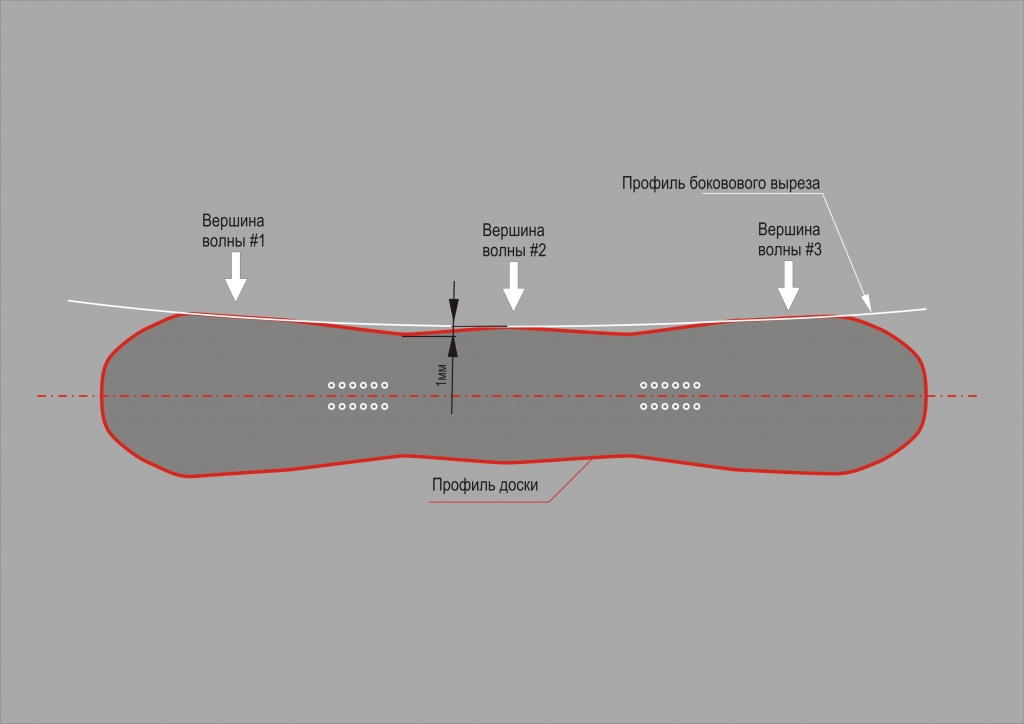 Профиль боковового выреза
Вершина
волны #1
Вершина
волны #2
Вершина
волны #3
1мм
Профиль доски